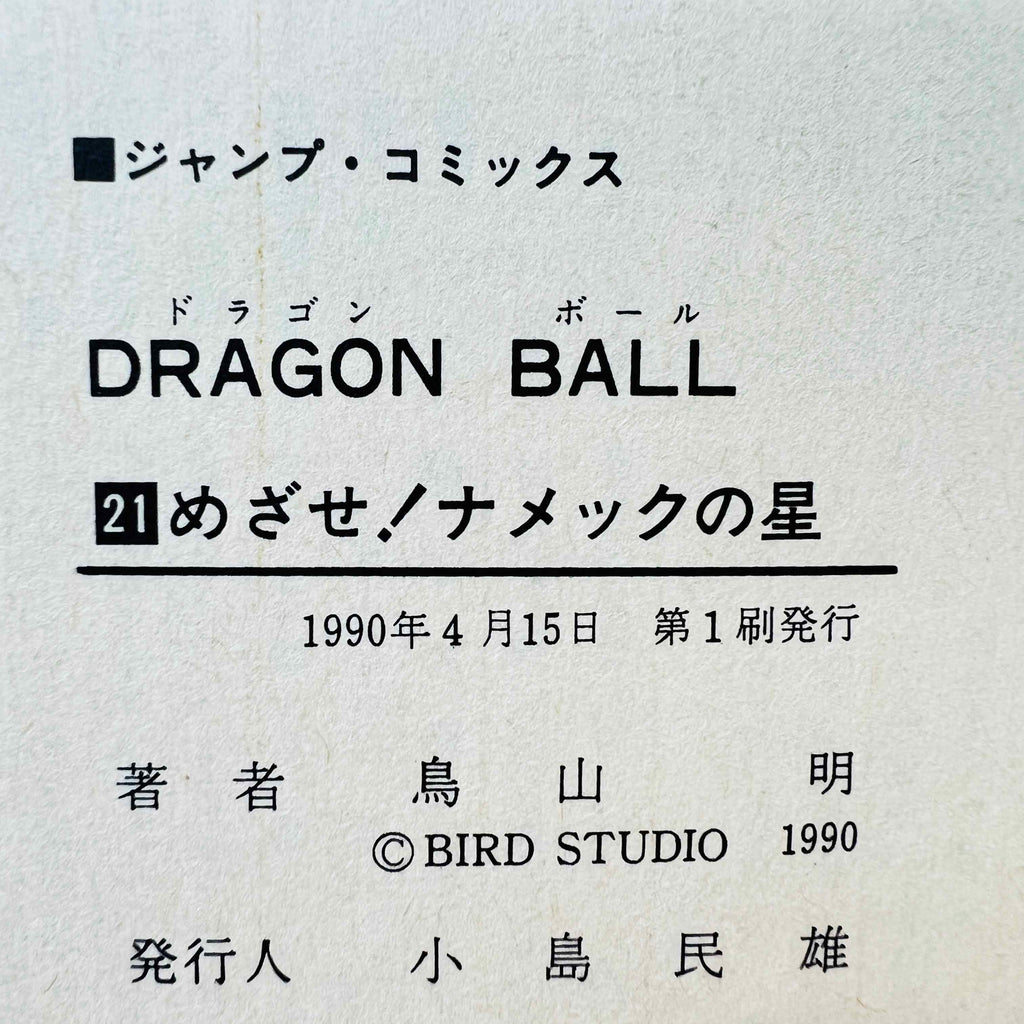 ■ジャンプ・コミックス
ドラゴン ボール
DRAGON BALL
21めざせ!ナメックの星
1990年4月15日 第1刷発行
著者 鳥山 明
©BIRD STUDIO 1990
発行人 小島民雄